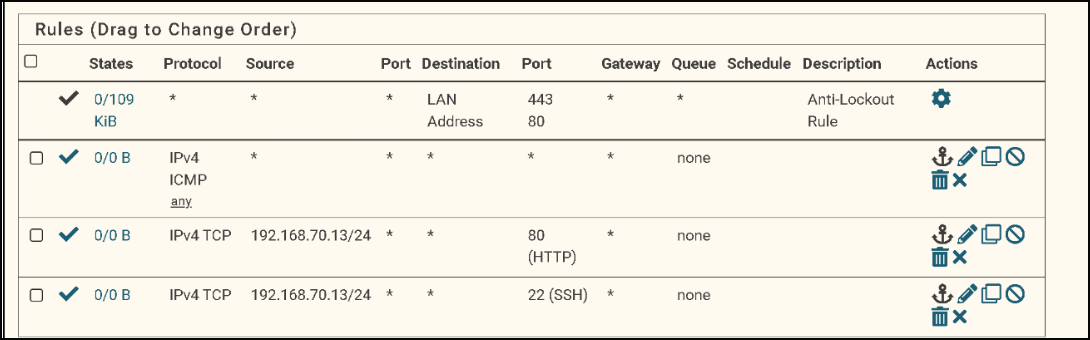 Rules (Drag to Change Order)
States Protocol Source Port Destination Port Gateway Queue Schedule Description Actions
0/109 * * * LAN 443 * * Anti-Lockout
KiB Address 80 Rule
0/0 B IPv4 * * * * * none
ICMP
any
0/0 B IPv4 TCP 192.168.70.13/24 * * 80 * none
(HTTP)
0/0 B IPv4 TCP 192.168.70.13/24 * * 22 (SSH) * none